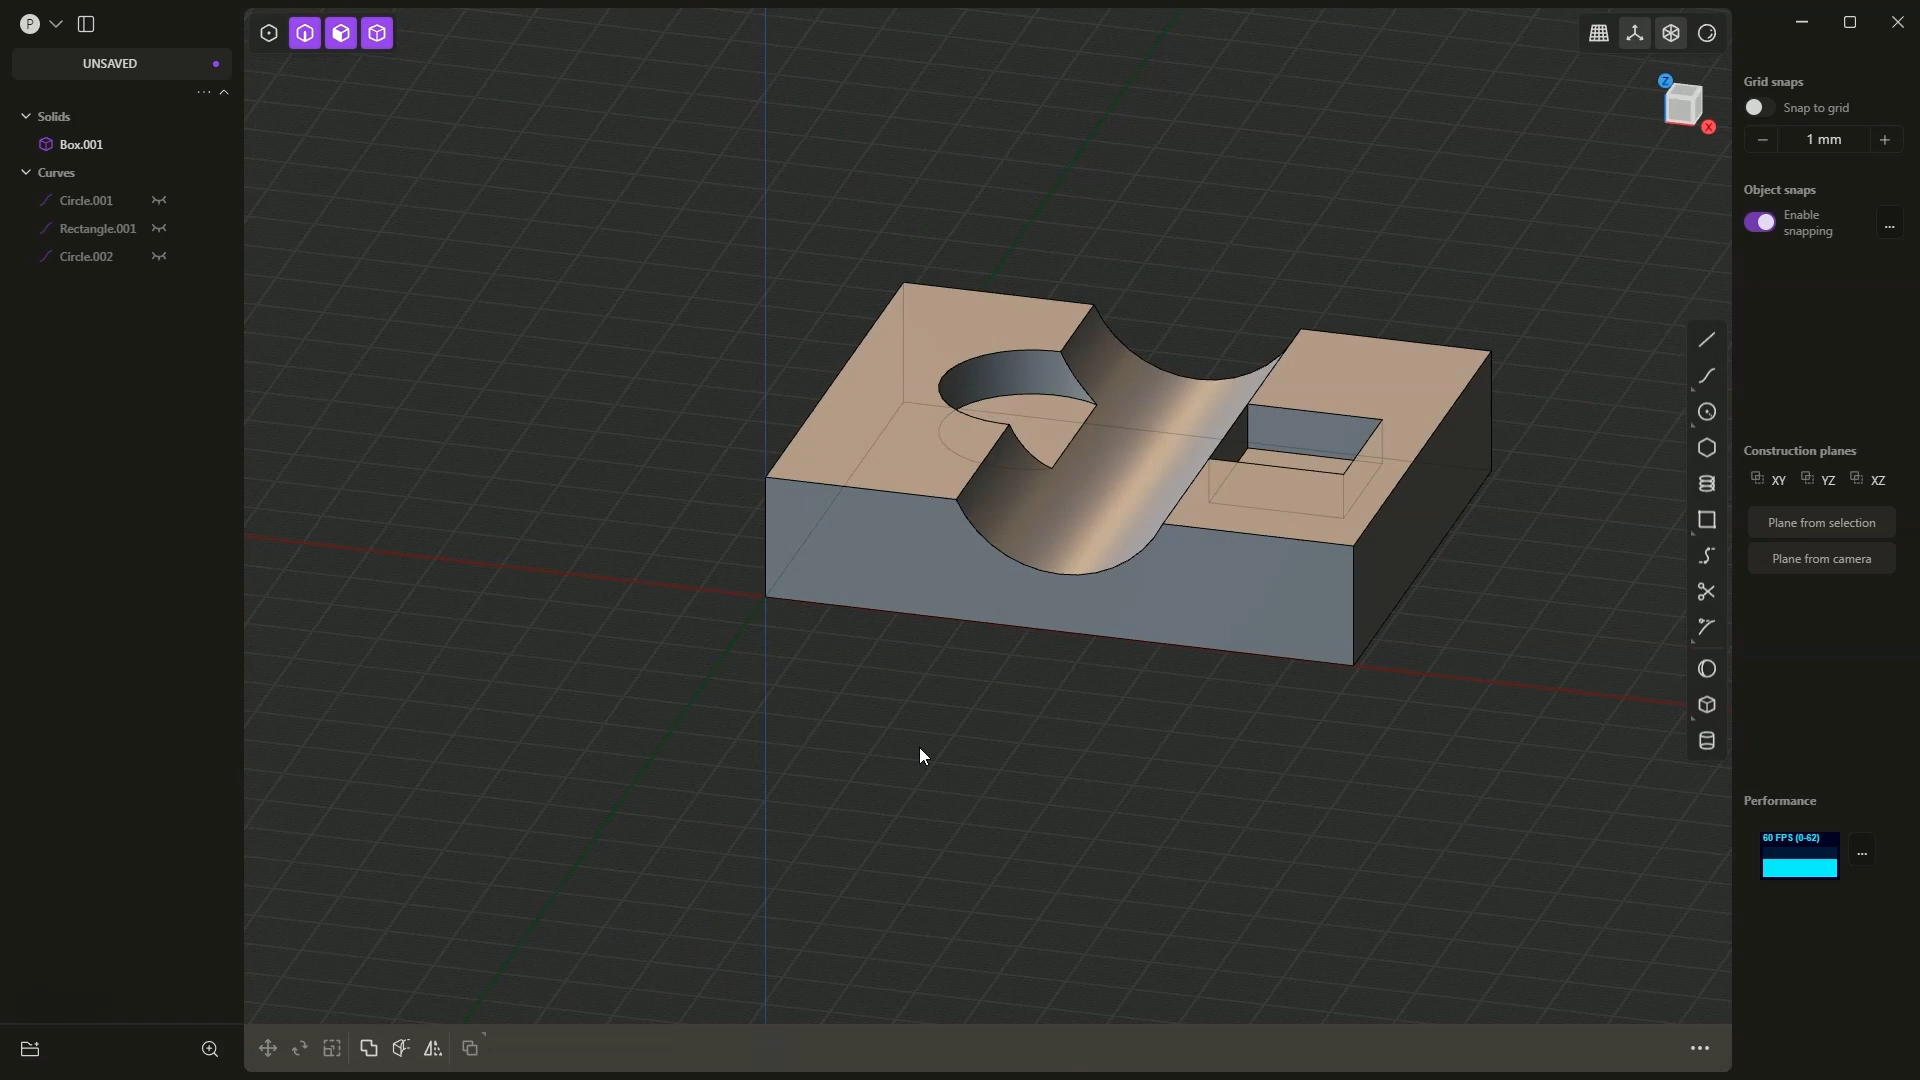 P
UNSAVED
...
Solids
Box.001
Curves
Circle.001
Rectangle.001
Circle.002
Z
X
Grid snaps
Snap to grid
1 mm
Object snaps
Enable
snapping
...
Construction planes
XY YZ XZ
Plane from selection
Plane from camera
Performance
60 FPS (0-62)
...